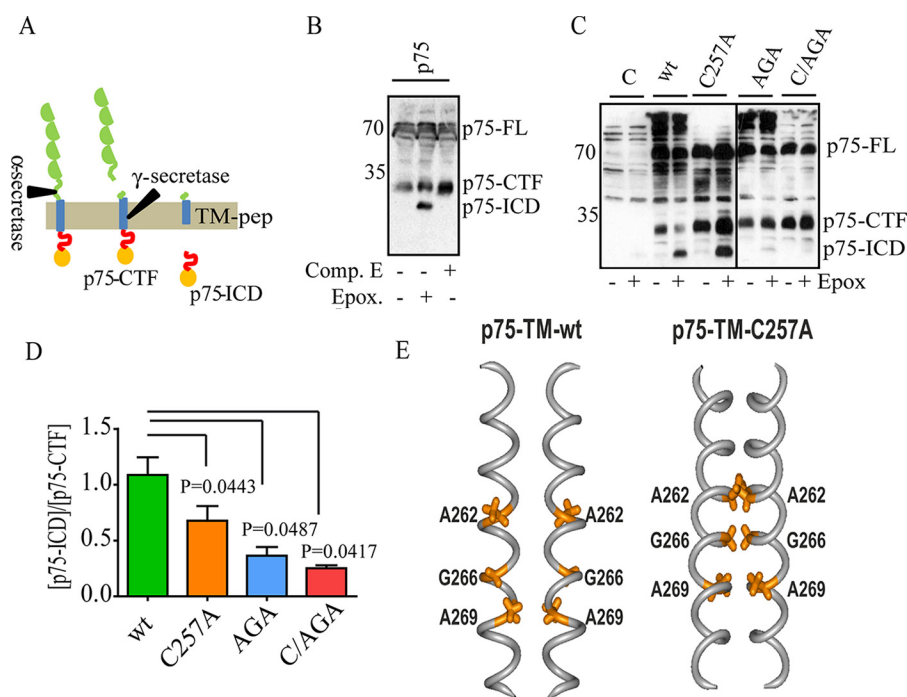 A
α-secretase
γ-secretase
TM-pep
p75-CTF
p75-ICD
B
p75
70
35
p75-FL
p75-CTF
p75-ICD
Comp. E - - +
Epox. - + -
C
C wt C257A AGA C/AGA
70
35
p75-FL
p75-CTF
p75-ICD
- + - + - + - + - + Epox
D
[p75-ICD]/[p75-CTF]
1.5
1.0
0.5
0.0
P=0.0443
P=0.0487
P=0.0417
wt C257A AGA C/AGA
E
p75-TM-wt
A262 A262
G266 G266
A269 A269
p75-TM-C257A
A262 A262
G266 G266
A269 A269